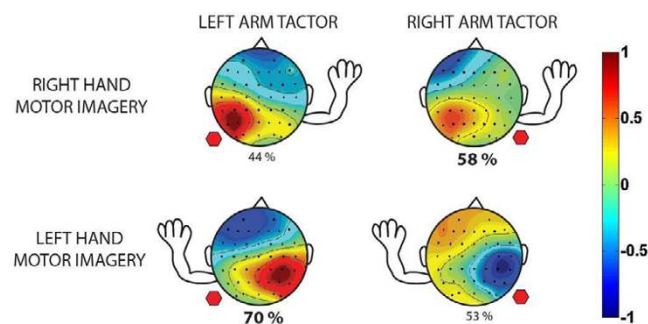 LEFT ARM TACTOR
RIGHT ARM TACTOR
RIGHT HAND
MOTOR IMAGERY
44 %
58 %
LEFT HAND
MOTOR IMAGERY
70 %
53 %
1
0.5
0
-0.5
-1